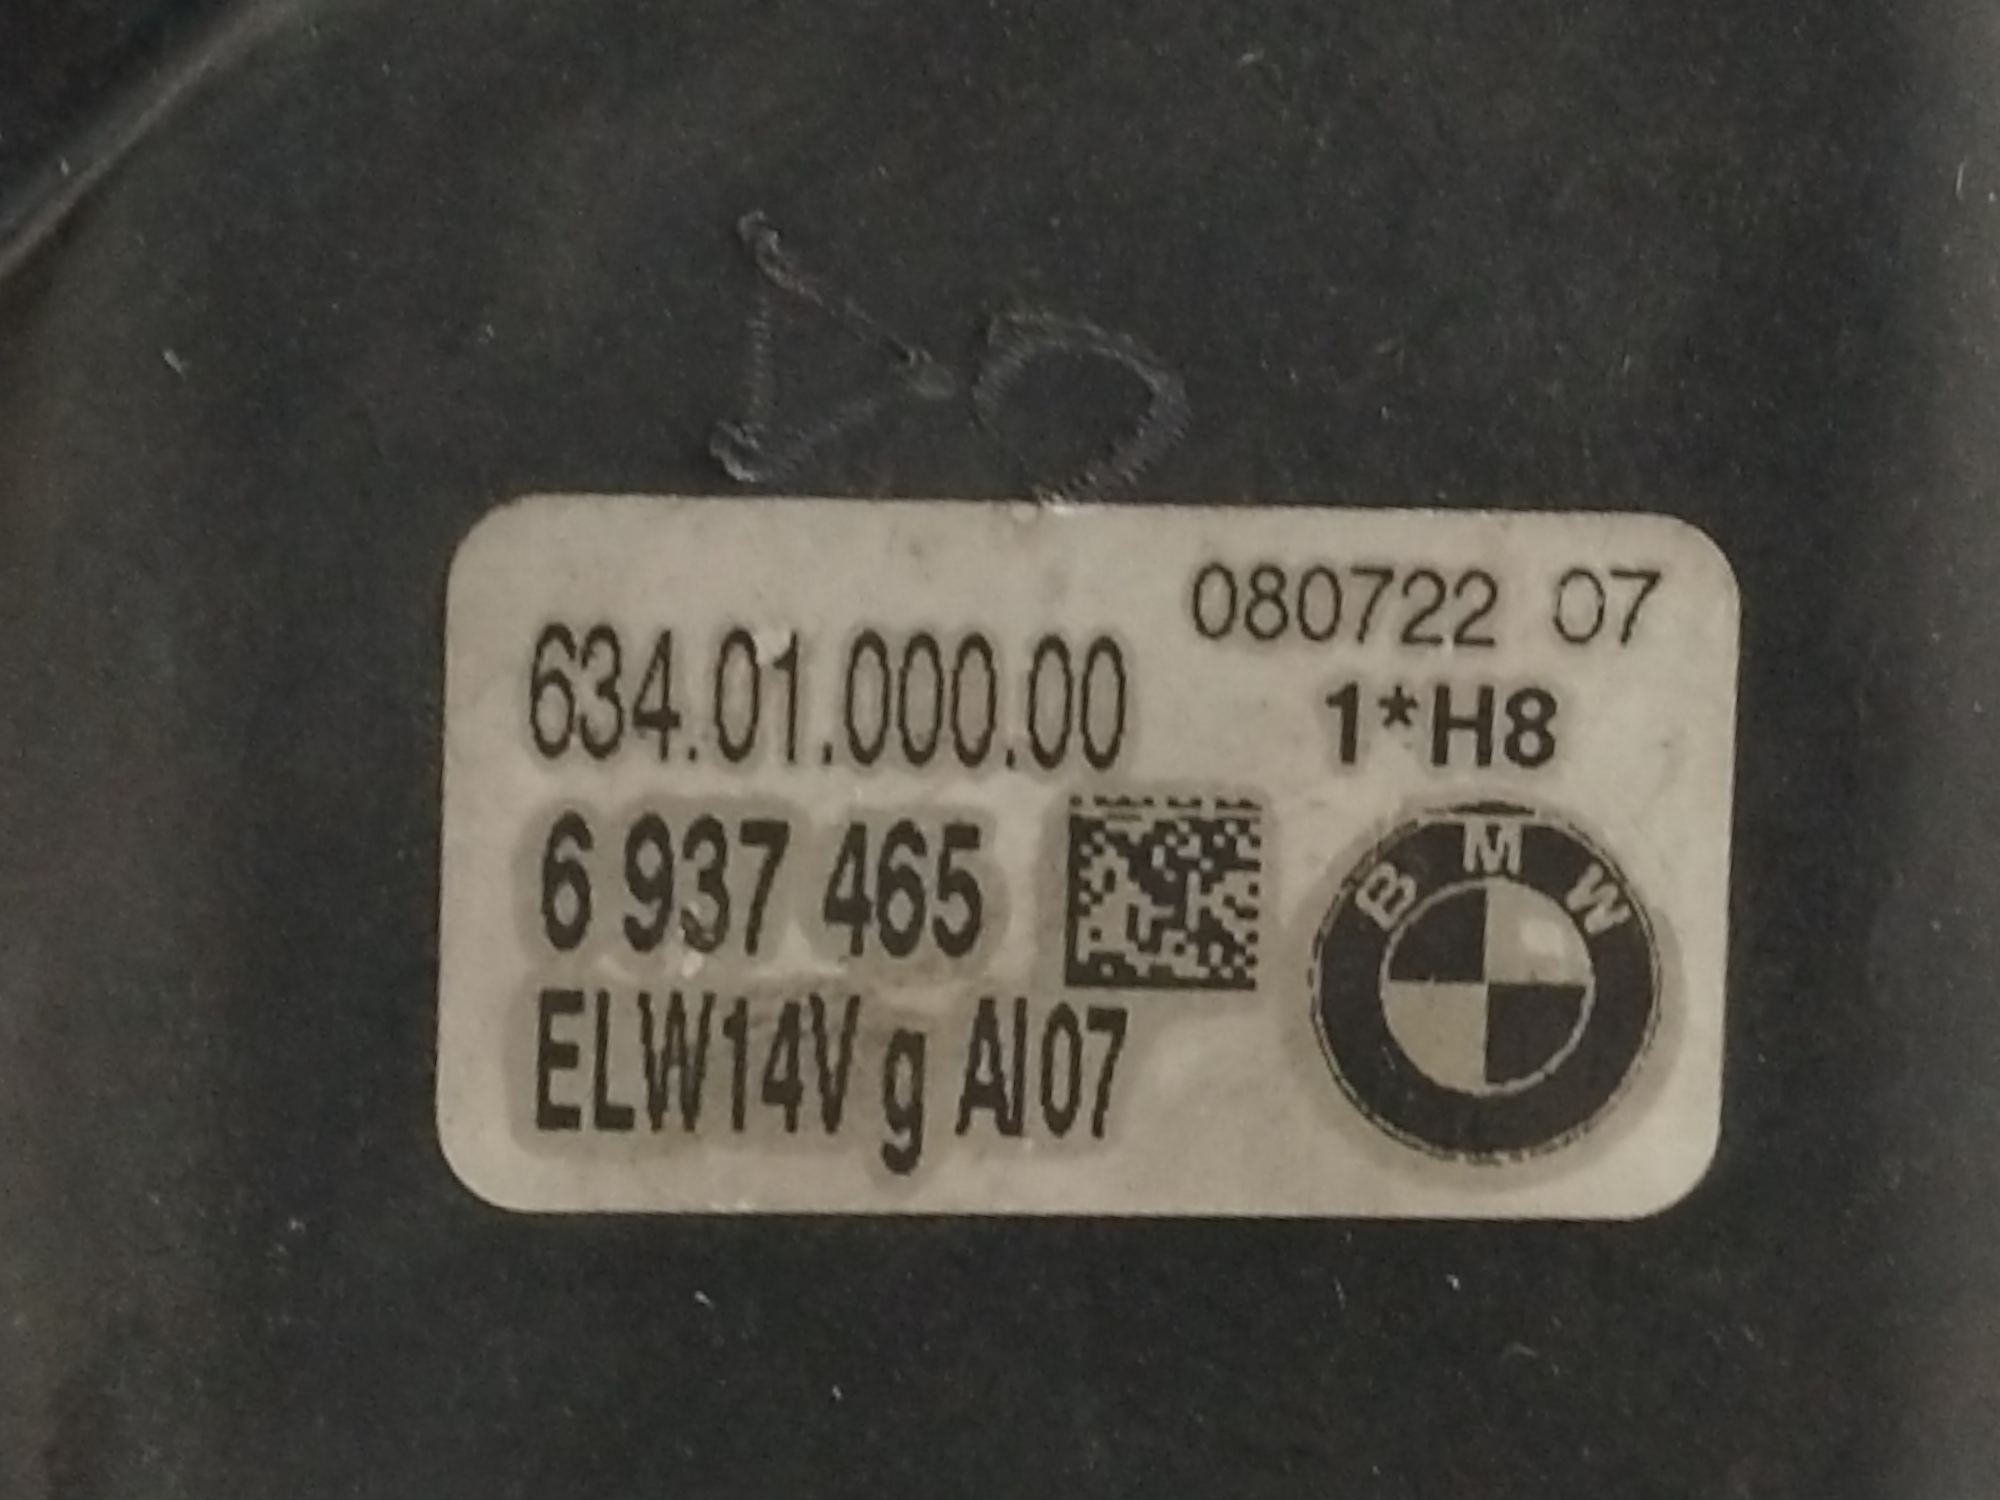 080722 07
634.01.000.00
1*H8
6 937 465
BMW
ELW14V g AI07